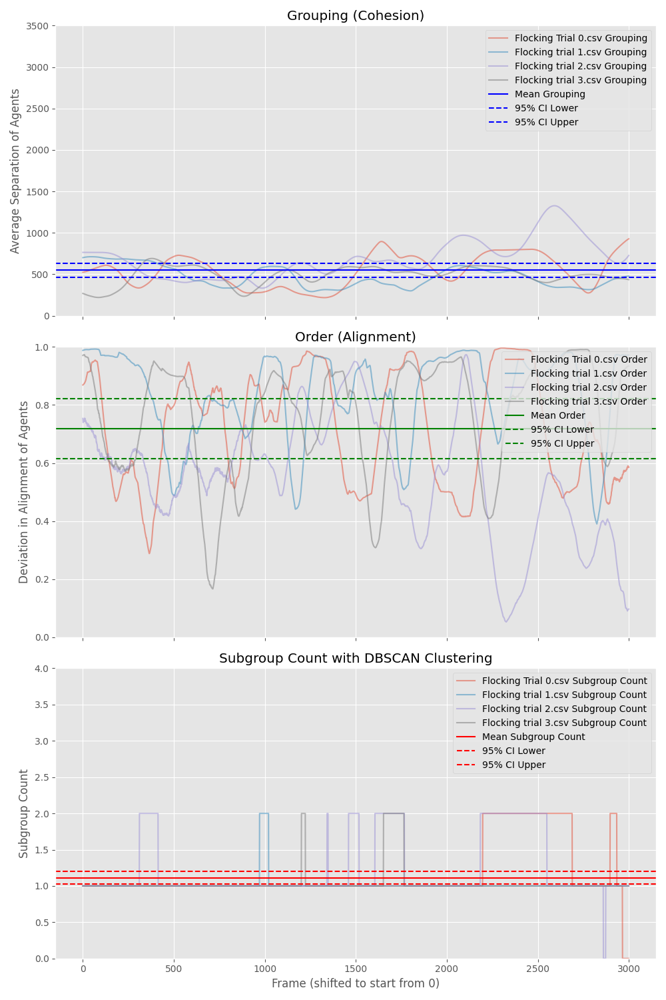 Grouping (Cohesion)
3500
3000
2500
2000
1500
1000
500
0
Average Separation of Agents
Flocking Trial 0.csv Grouping
Flocking trial 1.csv Grouping
Flocking trial 2.csv Grouping
Flocking trial 3.csv Grouping
Mean Grouping
95% CI Lower
95% CI Upper
Order (Alignment)
1.0
0.8
0.6
0.4
0.2
0.0
Deviation in Alignment of Agents
Flocking Trial 0.csv Order
Flocking trial 1.csv Order
Flocking trial 2.csv Order
Flocking trial 3.csv Order
Mean Order
95% CI Lower
95% CI Upper
Subgroup Count with DBSCAN Clustering
4.0
3.5
3.0
2.5
2.0
1.5
1.0
0.5
0.0
Subgroup Count
Flocking Trial 0.csv Subgroup Count
Flocking trial 1.csv Subgroup Count
Flocking trial 2.csv Subgroup Count
Flocking trial 3.csv Subgroup Count
Mean Subgroup Count
95% CI Lower
95% CI Upper
0 500 1000 1500 2000 2500 3000
Frame (shifted to start from 0)